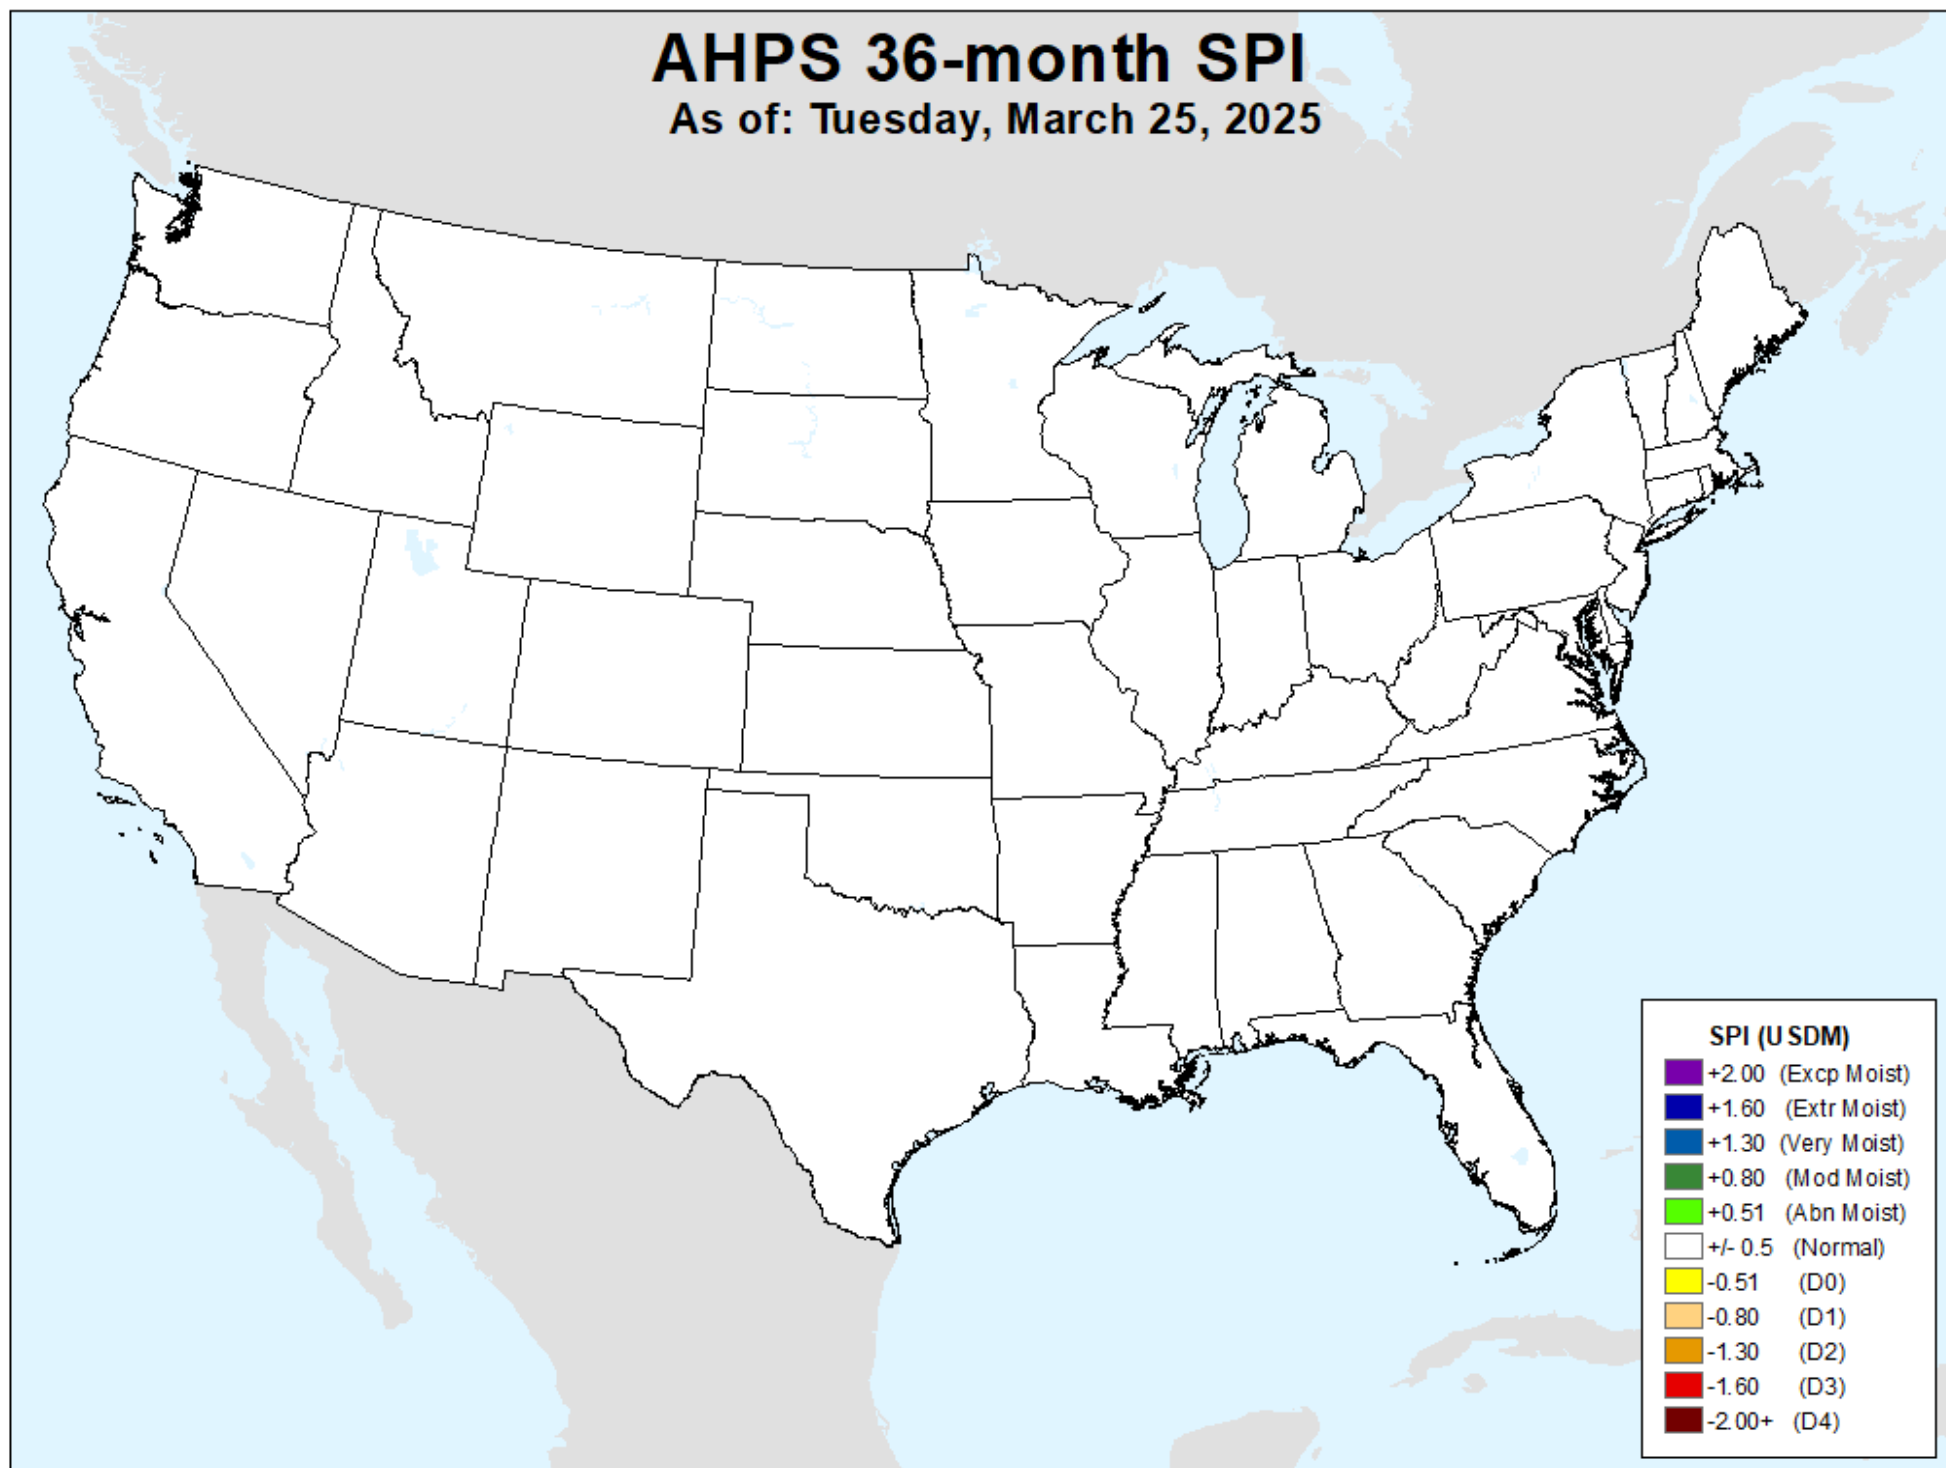 AHPS 36-month SPI
As of: Tuesday, March 25, 2025
SPI (USDM)
+2.00 (Excp Moist)
+1.60 (Extr Moist)
+1.30 (Very Moist)
+0.80 (Mod Moist)
+0.51 (Abn Moist)
+/- 0.5 (Normal)
-0.51 (D0)
-0.80 (D1)
-1.30 (D2)
-1.60 (D3)
-2.00+ (D4)